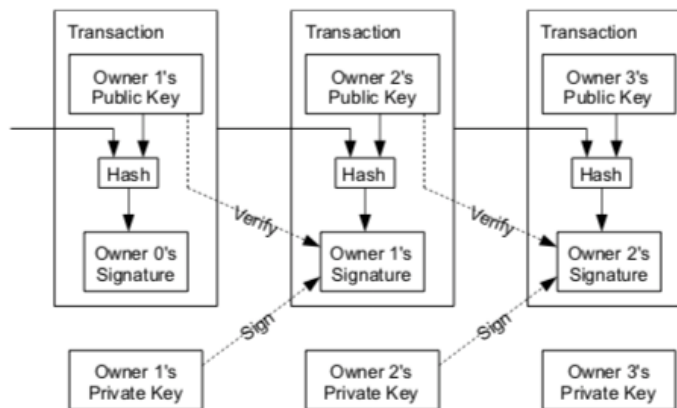 Transaction
Owner 1's
Public Key
Hash
Owner 0's
Signature
Transaction
Owner 2's
Public Key
Hash
Owner 1's
Signature
Transaction
Owner 3's
Public Key
Hash
Owner 2's
Signature
Verify
Verify
Sign
Sign
Owner 1's
Private Key
Owner 2's
Private Key
Owner 3's
Private Key